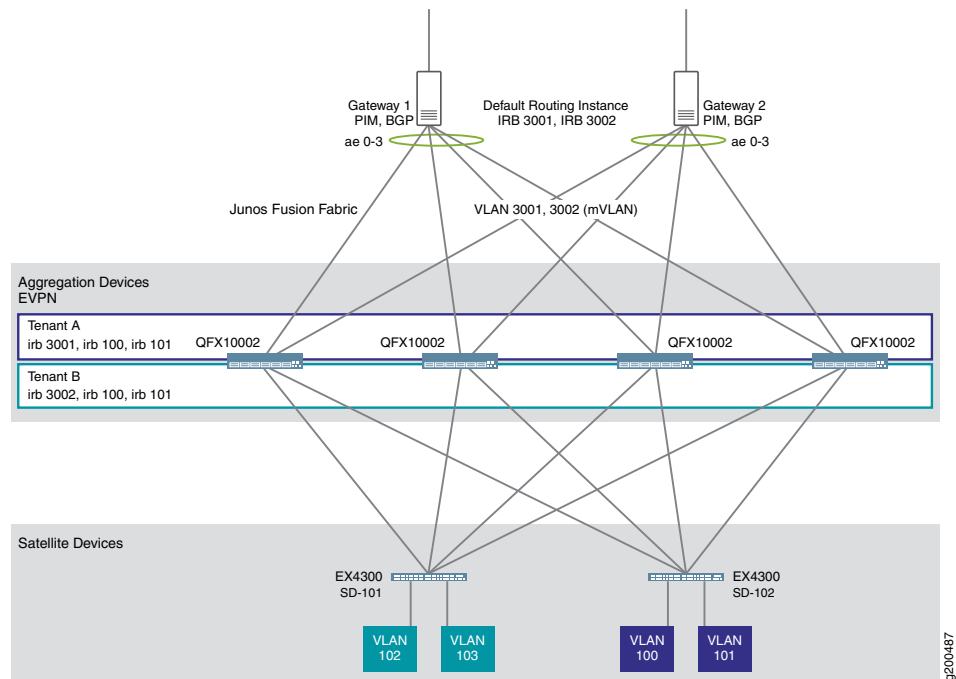 Gateway 1
PIM, BGP
Default Routing Instance
IRB 3001, IRB 3002
Gateway 2
PIM, BGP
ae 0-3
ae 0-3
Junos Fusion Fabric
VLAN 3001, 3002 (mVLAN)
Aggregation Devices
EVPN
Tenant A
irb 3001, irb 100, irb 101
QFX10002
QFX10002
QFX10002
QFX10002
Tenant B
irb 3002, irb 100, irb 101
Satellite Devices
EX4300
SD-101
EX4300
SD-102
VLAN
102
VLAN
103
VLAN
100
VLAN
101
g200487